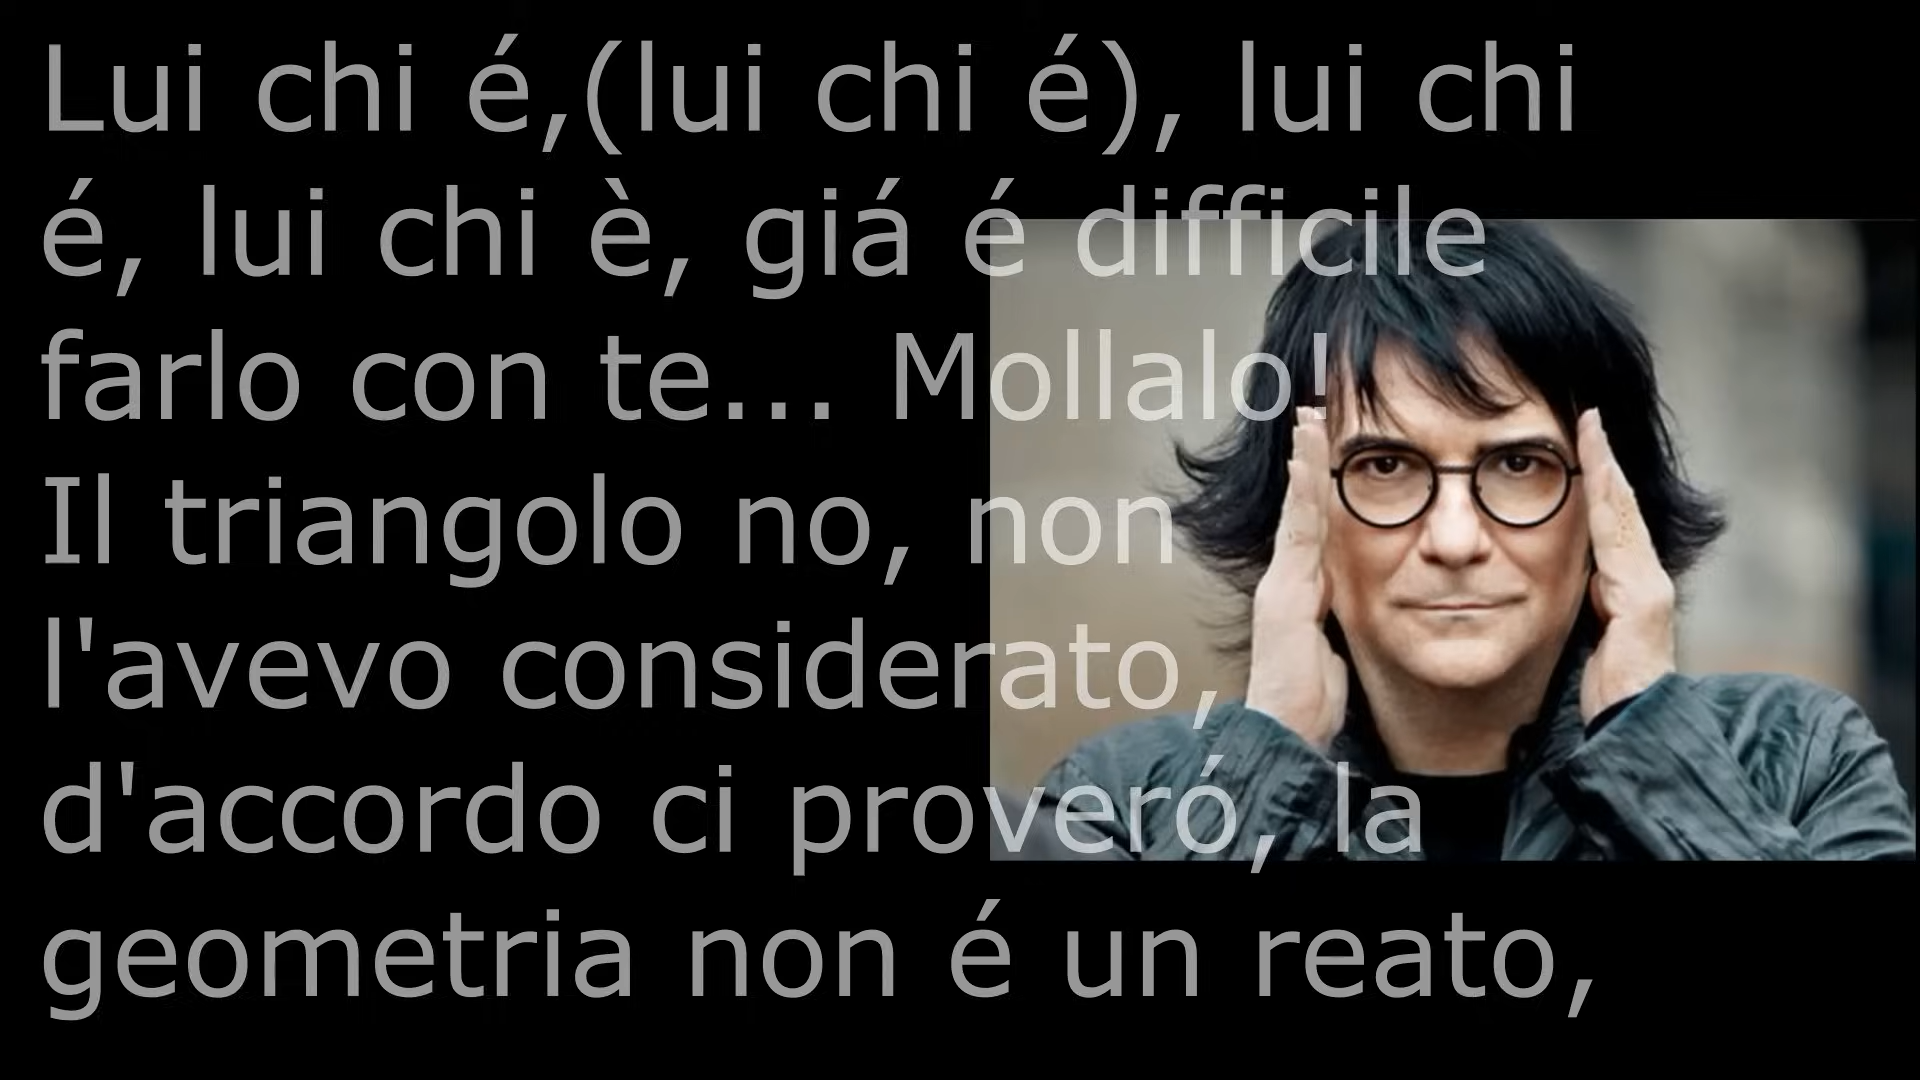 Lui chi é,(lui chi é), lui chi
é, lui chi è, giá é difficile
farlo con te... Mollalo!
Il triangolo no, non
l'avevo considerato,
d'accordo ci proveró, la
geometria non é un reato,